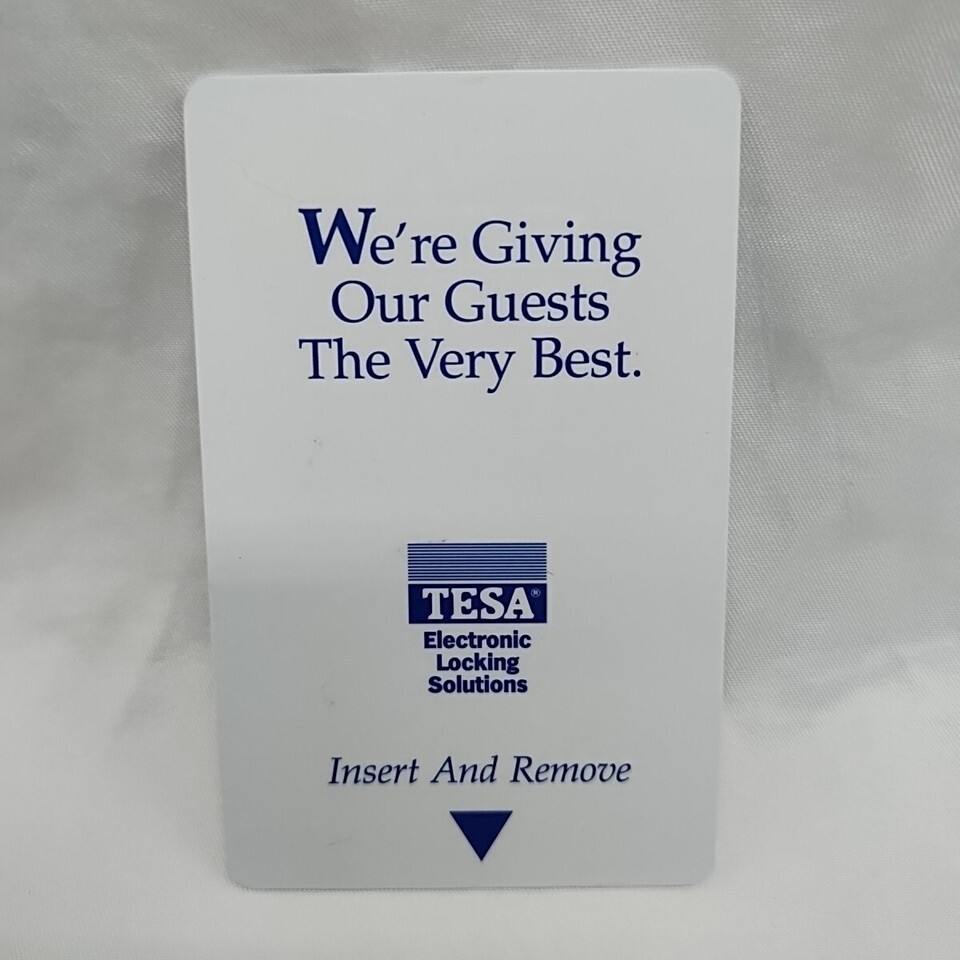 We're Giving
Our Guests
The Very Best.
TESA®
Electronic
Locking
Solutions
Insert And Remove